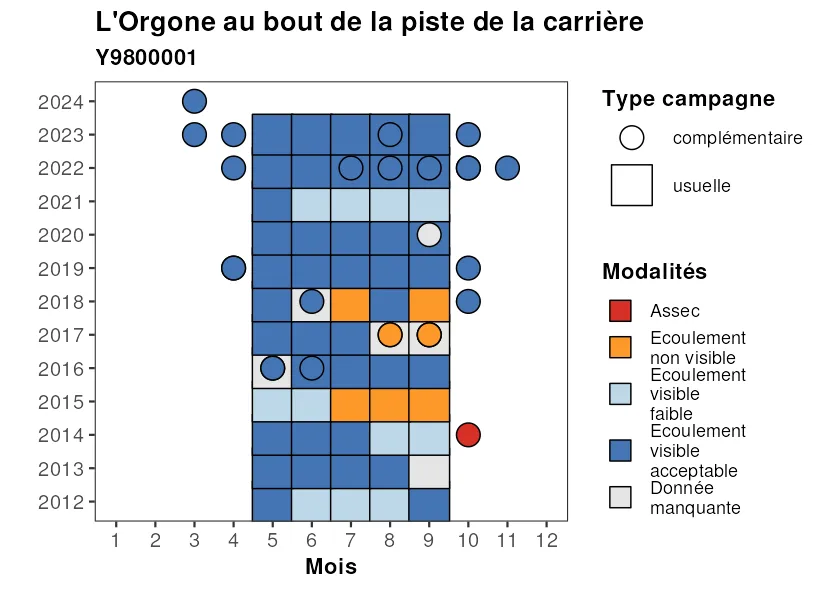 L'Orgone au bout de la piste de la carrière
Y9800001
2024
2023
2022
2021
2020
2019
2018
2017
2016
2015
2014
2013
2012
1 2 3 4 5 6 7 8 9 10 11 12
Mois
Type campagne
complémentaire
usuelle
Modalités
Assec
Ecoulement
non visible
Ecoulement
visible
faible
Ecoulement
visible
acceptable
Donnée
manquante